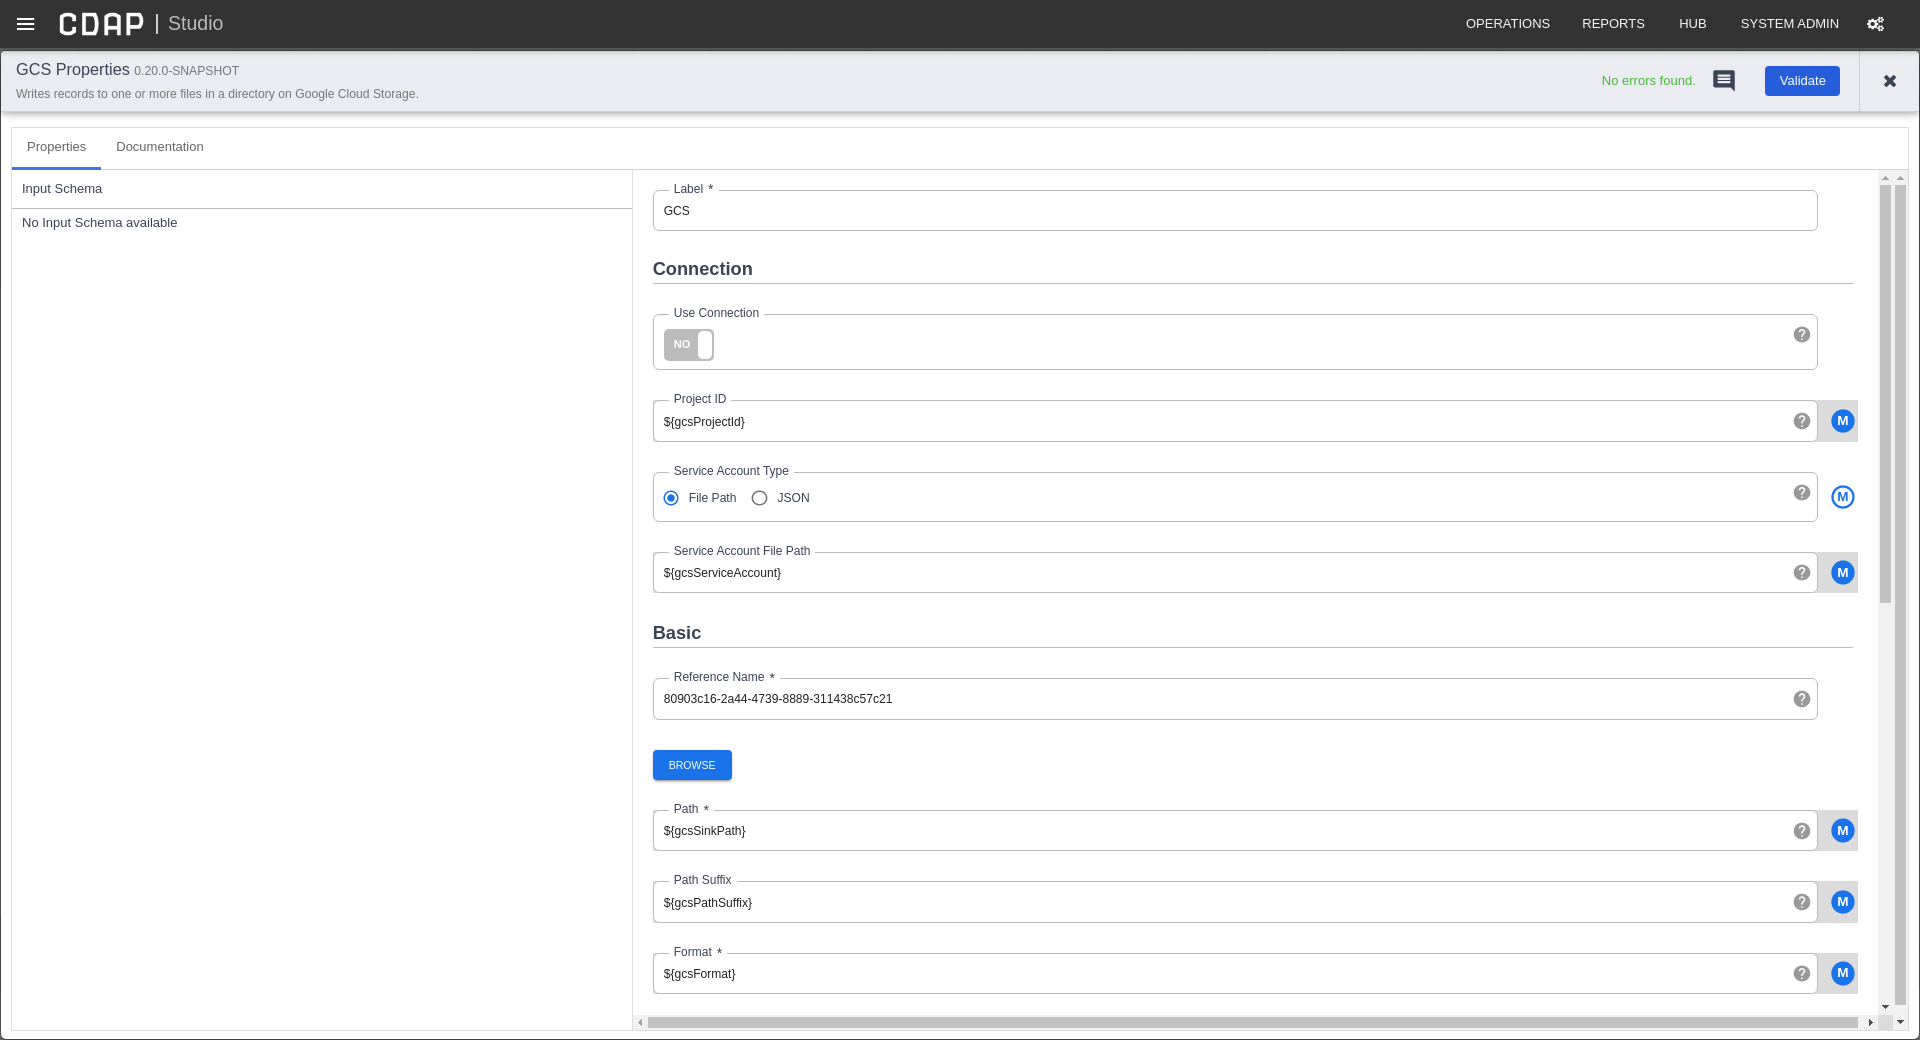 CDAP | Studio
OPERATIONS REPORTS HUB SYSTEM ADMIN
GCS Properties 0.20.0-SNAPSHOT
Writes records to one or more files in a directory on Google Cloud Storage.
No errors found.
Validate
Properties Documentation
Input Schema
No Input Schema available
Label *
GCS
Connection
Use Connection
NO
Project ID
${gcsProjectId}
M
Service Account Type
File Path JSON
M
Service Account File Path
${gcsServiceAccount}
M
Basic
Reference Name *
80903c16-2a44-4739-8889-311438c57c21
BROWSE
Path *
${gcsSinkPath}
M
Path Suffix
${gcsPathSuffix}
M
Format *
${gcsFormat}
M